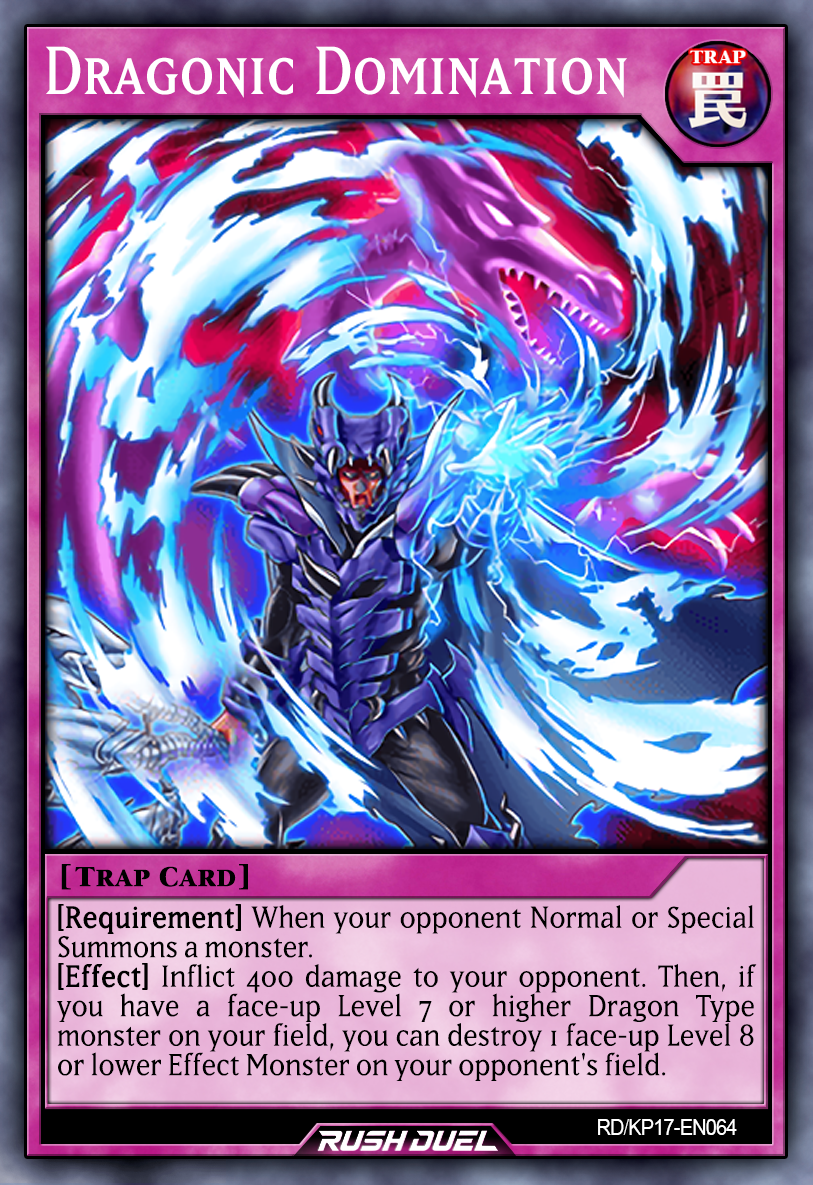 Dragonic Domination
TRAP
罠
[Trap Card]
[Requirement] When your opponent Normal or Special
Summons a monster.
[Effect] Inflict 400 damage to your opponent. Then, if
you have a face-up Level 7 or higher Dragon Type
monster on your field, you can destroy 1 face-up Level 8
or lower Effect Monster on your opponent's field.
RD/KP17-EN064
RUSH DUEL